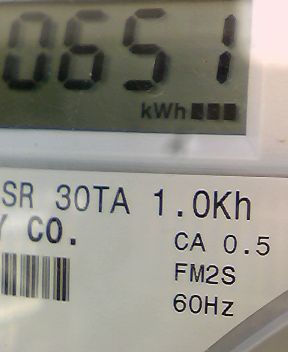 0651
kWh
SR 30TA 1.0Kh
Y CO.
CA 0.5
FM2S
60Hz